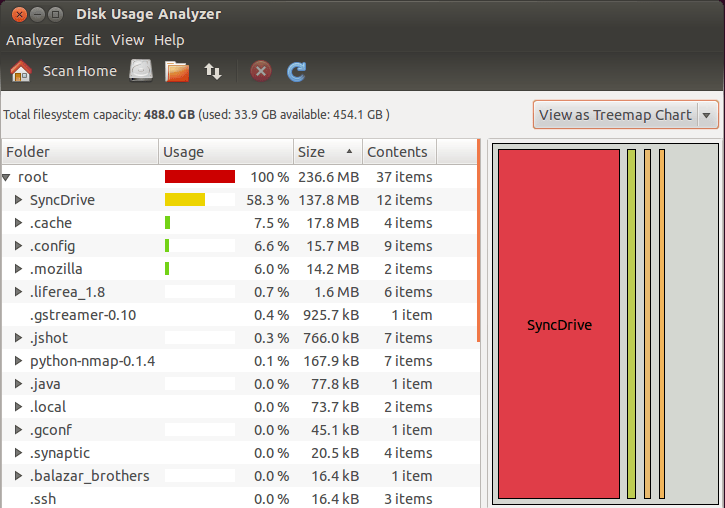 Disk Usage Analyzer
Analyzer Edit View Help
Scan Home
Total filesystem capacity: 488.0 GB (used: 33.9 GB available: 454.1 GB )
View as Treemap Chart
Folder Usage Size Contents
root 100 % 236.6 MB 37 items
SyncDrive 58.3 % 137.8 MB 12 items
.cache 7.5 % 17.8 MB 4 items
.config 6.6 % 15.7 MB 9 items
.mozilla 6.0 % 14.2 MB 2 items
.liferea_1.8 0.7 % 1.6 MB 6 items
.gstreamer-0.10 0.4 % 925.7 kB 1 item
.jshot 0.3 % 766.0 kB 7 items
python-nmap-0.1.4 0.1 % 167.9 kB 7 items
.java 0.0 % 77.8 kB 1 item
.local 0.0 % 73.7 kB 2 items
.gconf 0.0 % 45.1 kB 1 item
.synaptic 0.0 % 20.5 kB 4 items
.balazar_brothers 0.0 % 16.4 kB 1 item
.ssh 0.0 % 16.4 kB 3 items
SyncDrive